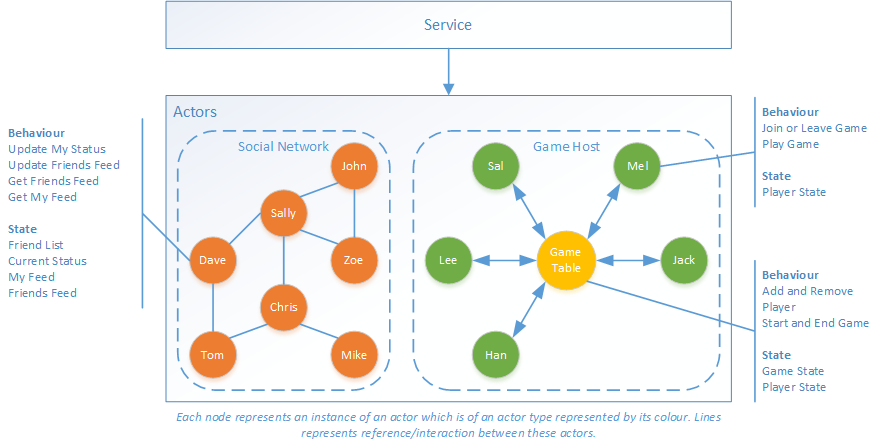 Service
Actors
Behaviour
Update My Status
Update Friends Feed
Get Friends Feed
Get My Feed
State
Friend List
Current Status
My Feed
Friends Feed
Social Network
John
Sally
Dave
Zoe
Chris
Tom
Mike
Game Host
Sal
Mel
Lee
Game
Table
Jack
Han
Behaviour
Join or Leave Game
Play Game
State
Player State
Behaviour
Add and Remove
Player
Start and End Game
State
Game State
Player State
Each node represents an instance of an actor which is of an actor type represented by its colour. Lines
represents reference/interaction between these actors.